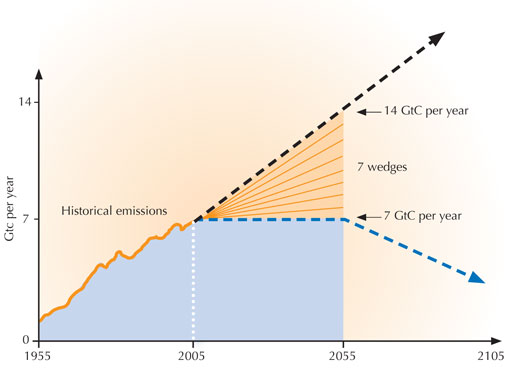 14
14 GtC per year
7 wedges
Historical emissions
Gtc per year
7
7 GtC per year
0
1955
2005
2055
2105